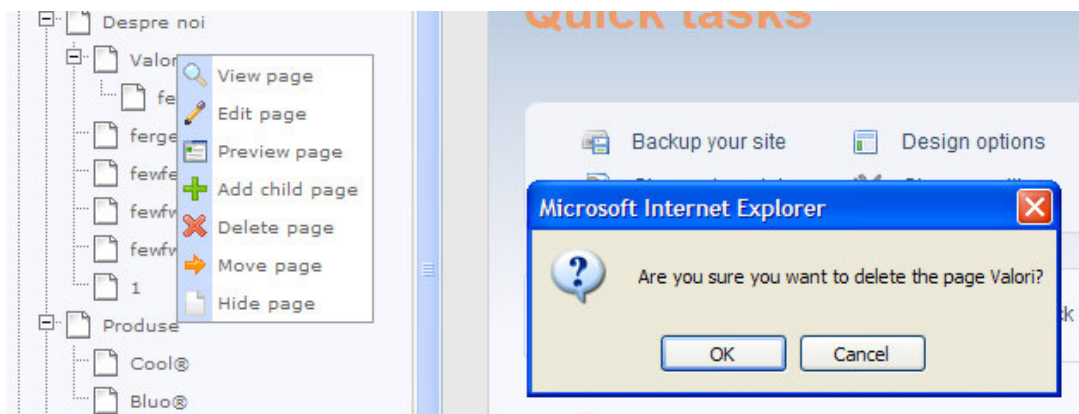 Despre noi
Valori
fe
ferge
fewfe
fewfw
fewfw
1
Produse
Cool®
Bluo®
View page
Edit page
Preview page
Add child page
Delete page
Move page
Hide page
Quick tasks
Backup your site
Design options
Microsoft Internet Explorer
Are you sure you want to delete the page Valori?
OK
Cancel